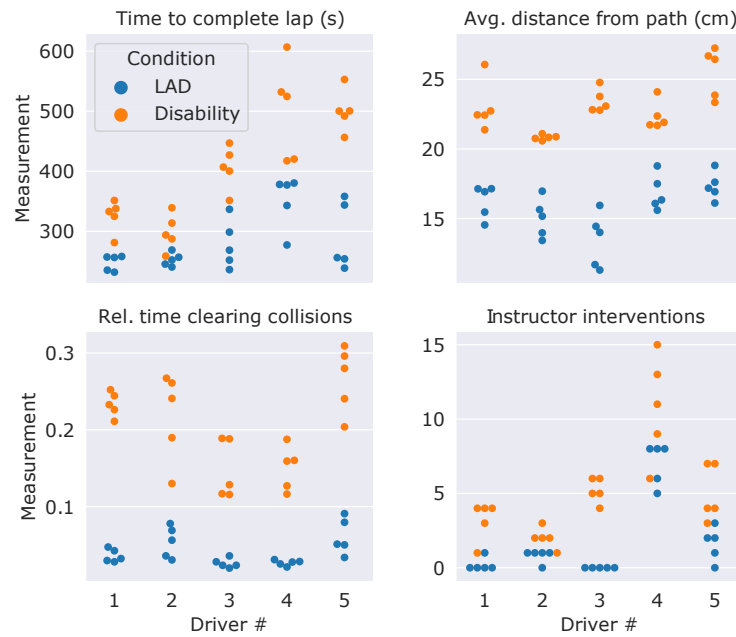 Time to complete lap (s)
Avg. distance from path (cm)
600
500
400
300
Measurement
Condition
LAD
Disability
25
20
15
Rel. time clearing collisions
Instructor interventions
0.3
0.2
0.1
Measurement
1 2 3 4 5
Driver #
15
10
5
0
1 2 3 4 5
Driver #